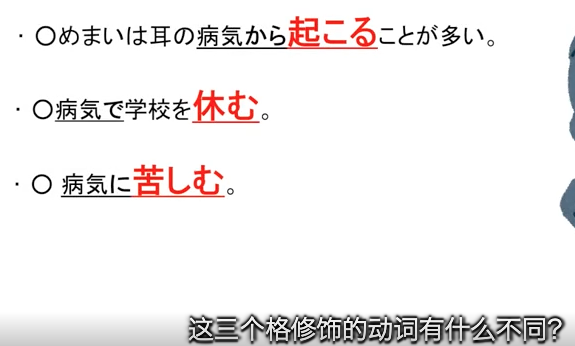 ・〇めまいは耳の病気から起こることが多い。
・〇病気で学校を休む。
・〇 病気に苦しむ。
这三个格修饰的动词有什么不同?